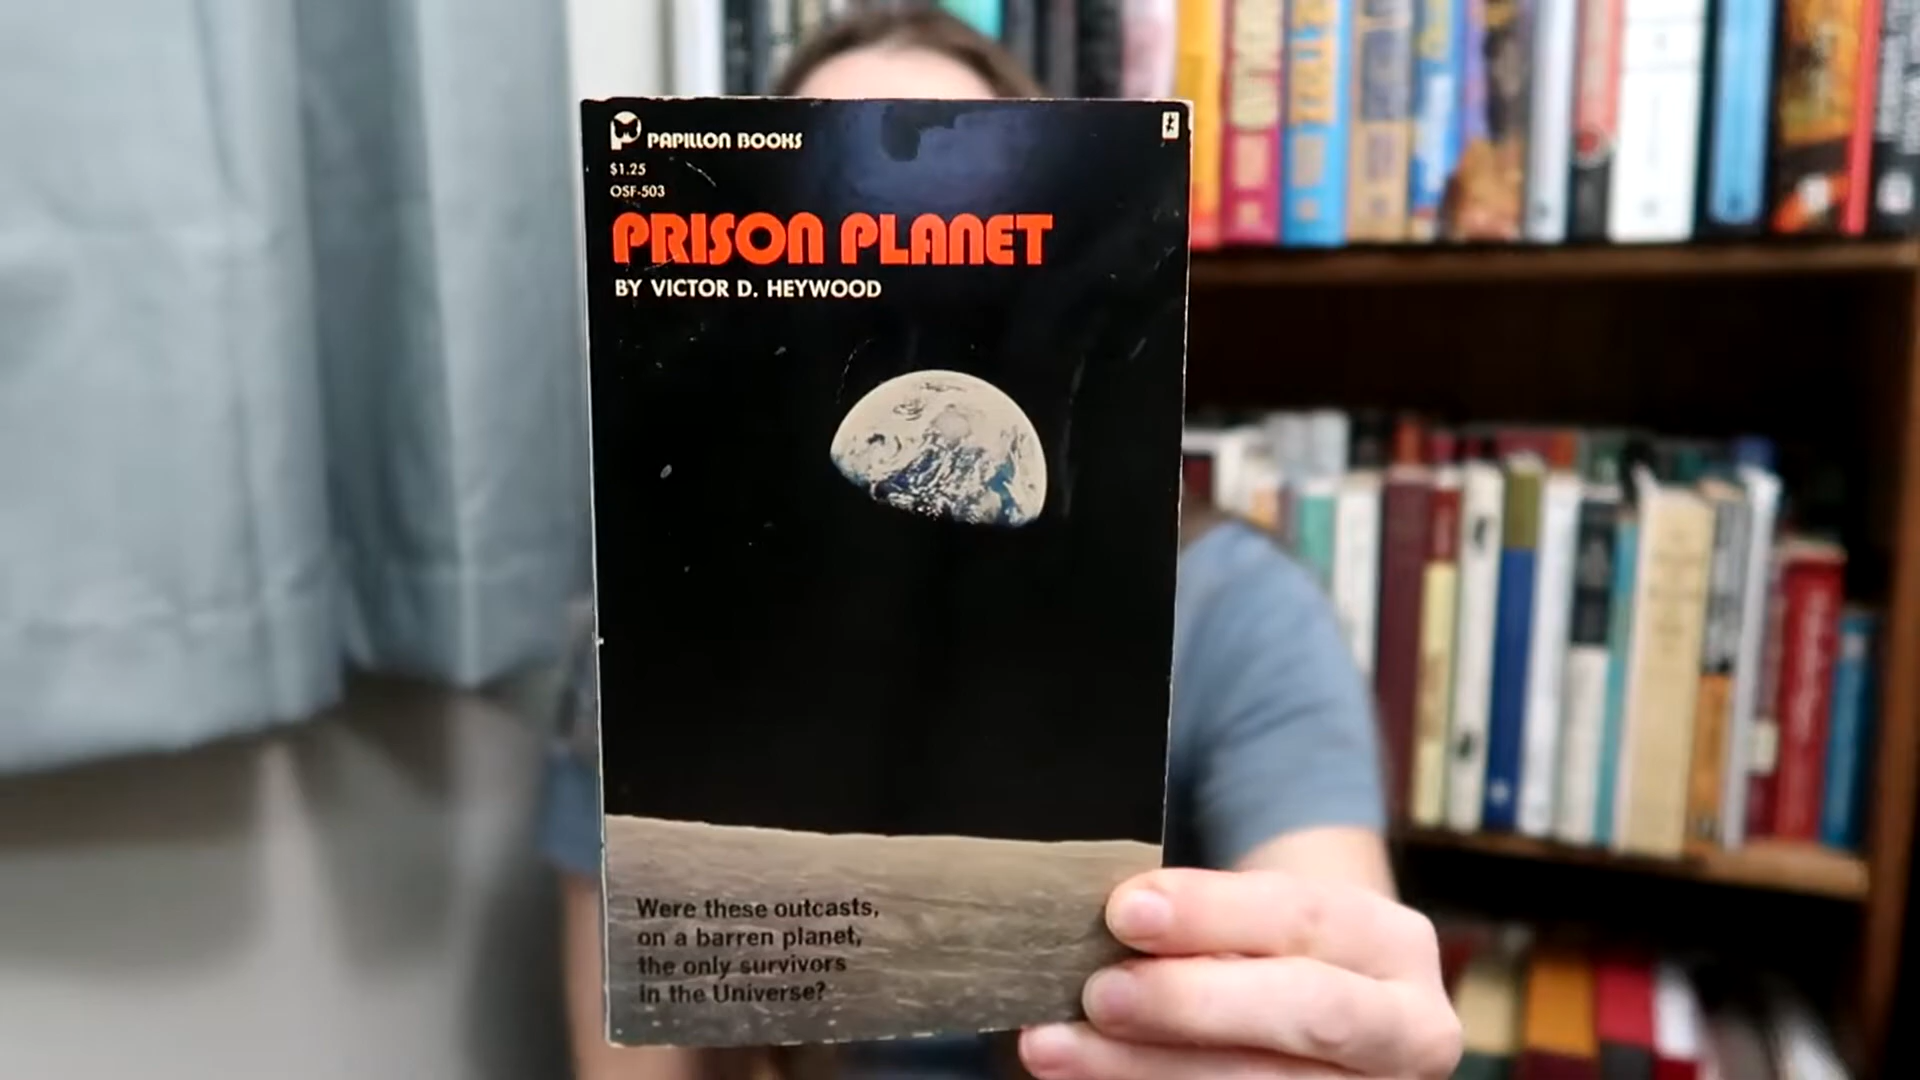 PAPILLON BOOKS
$1.25
OSF-503
PRISON PLANET
BY VICTOR D. HEYWOOD
Were these outcasts,
on a barren planet,
the only survivors
in the Universe?